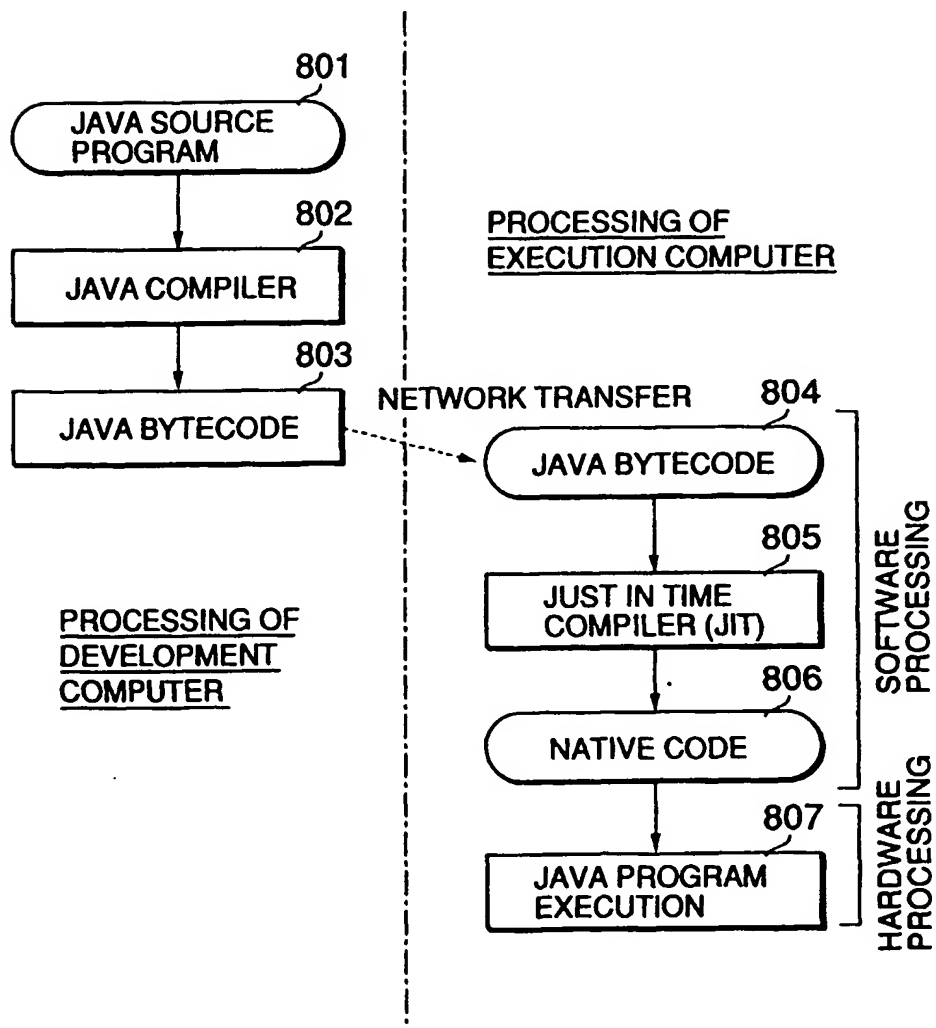 801
JAVA SOURCE
PROGRAM
802
JAVA COMPILER
803
JAVA BYTECODE
PROCESSING OF
DEVELOPMENT
COMPUTER
PROCESSING OF
EXECUTION COMPUTER
NETWORK TRANSFER
804
JAVA BYTECODE
805
JUST IN TIME
COMPILER (JIT)
806
NATIVE CODE
807
JAVA PROGRAM
EXECUTION
SOFTWARE
PROCESSING
HARDWARE
PROCESSING